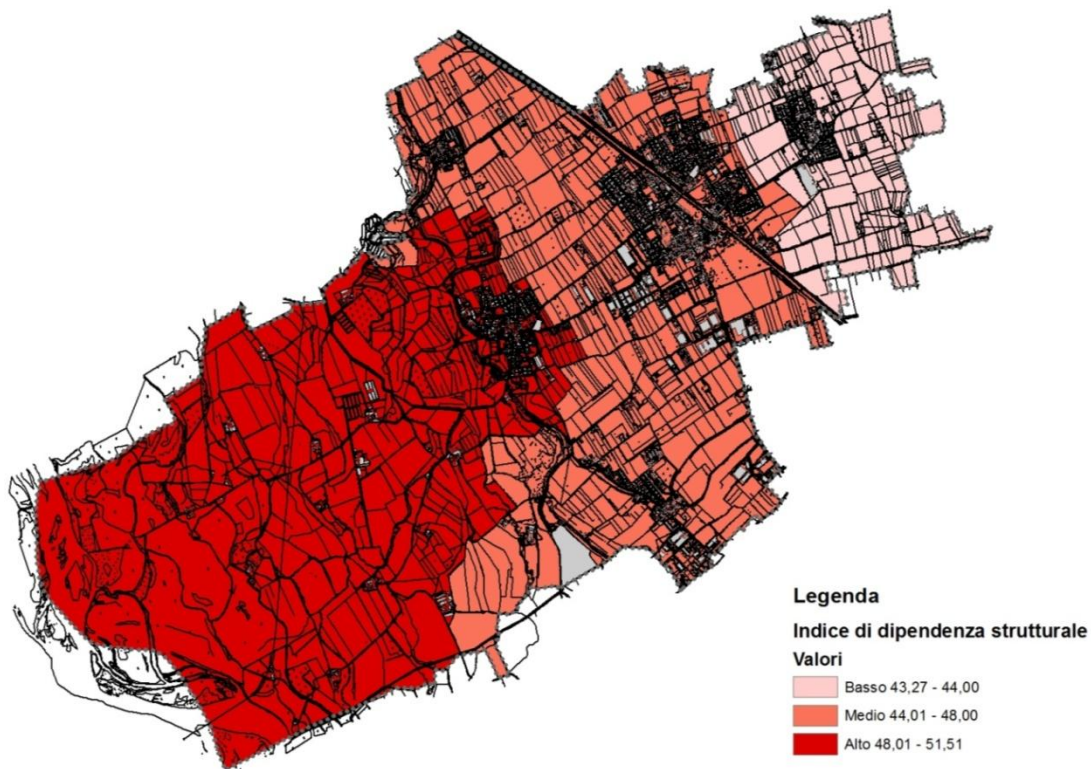 Legenda
Indice di dipendenza strutturale
Valori
Basso 43,27 - 44,00
Medio 44,01 - 48,00
Alto 48,01 - 51,51